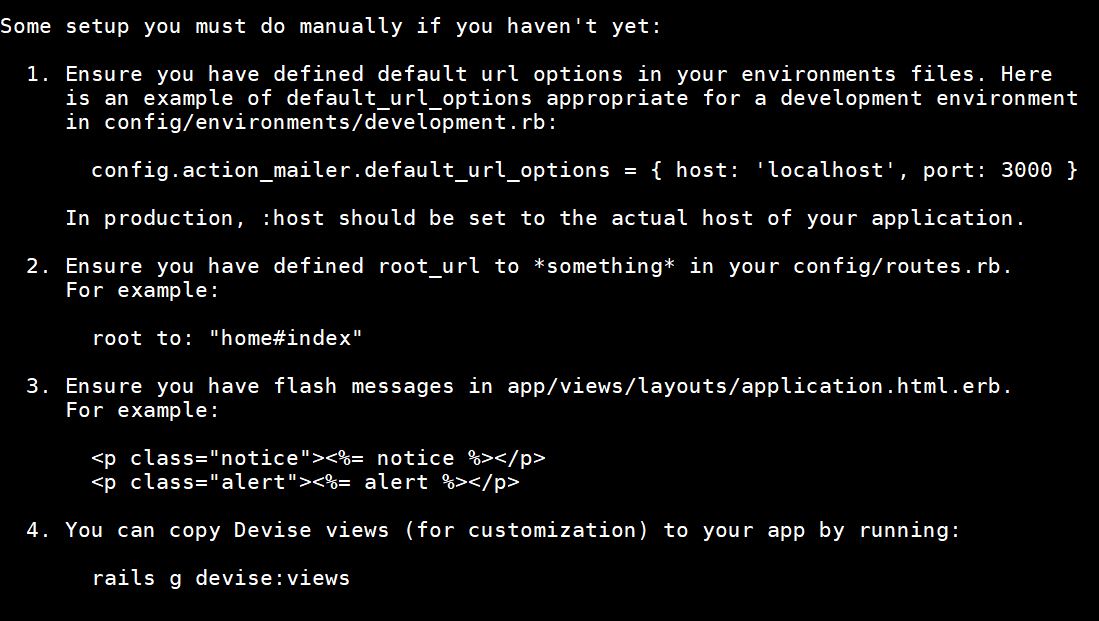 Some setup you must do manually if you haven't yet:
1. Ensure you have defined default url options in your environments files. Here
is an example of default_url_options appropriate for a development environment
in config/environments/development.rb:
config.action_mailer.default_url_options = { host: 'localhost', port: 3000 }
In production, :host should be set to the actual host of your application.
2. Ensure you have defined root_url to *something* in your config/routes.rb.
For example:
root to: "home#index"
3. Ensure you have flash messages in app/views/layouts/application.html.erb.
For example:
<p class="notice"><%= notice %></p>
<p class="alert"><%= alert %></p>
4. You can copy Devise views (for customization) to your app by running:
rails g devise:views